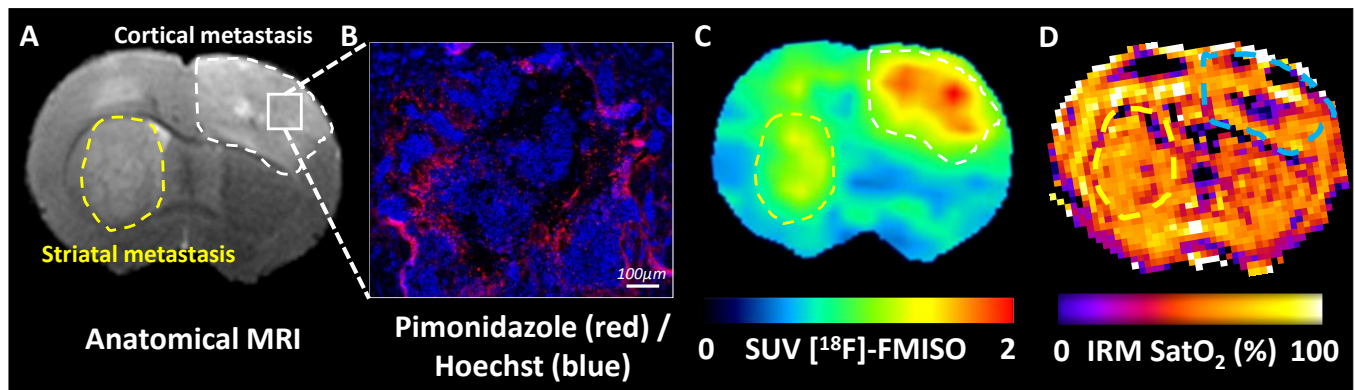 A
Cortical metastasis
Striatal metastasis
Anatomical MRI
B
100µm
Pimonidazole (red) /
Hoechst (blue)
C
0 SUV [¹⁸F]-FMISO 2
D
0 IRM SatO₂ (%) 100